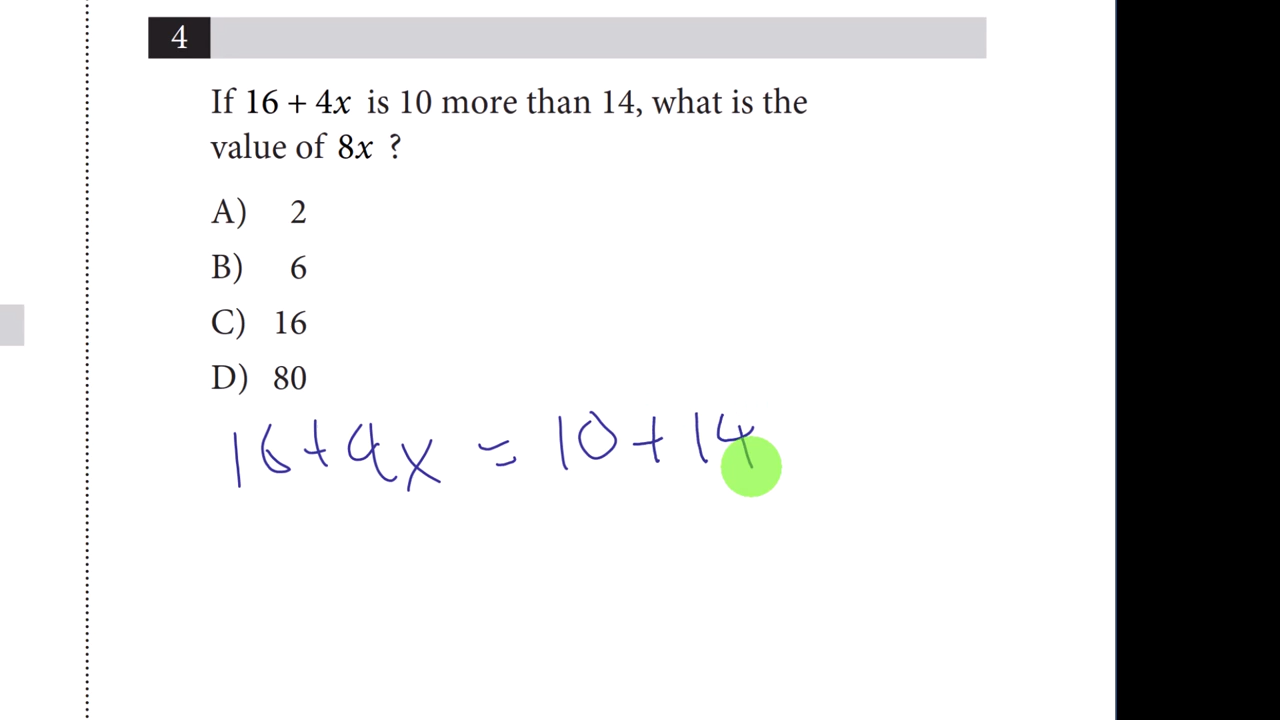 4
If 16 + 4x is 10 more than 14, what is the
value of 8x ?
A) 2
B) 6
C) 16
D) 80
16+4x = 10+14